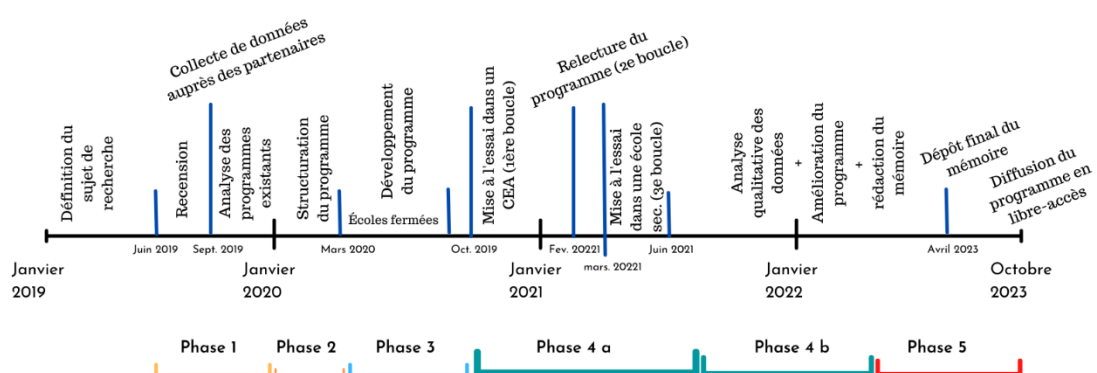 Définition du
sujet de
recherche
Recension
Collecte de données
auprès des partenaires
Analyse des
programmes
existants
Structuration
du programme
Développement
du programme
Écoles fermées
Mise à l'essai dans un
CEA (1ère boucle)
Relecture du
programme (2e boucle)
Mise à l'essai
dans une école
sec. (3e boucle)
Analyse
qualitative des
données
+
Amélioration du
programme
+
rédaction du
mémoire
Dépôt final du
mémoire
Diffusion du
programme en
libre-accès
Juin 2019
Sept. 2019
Mars 2020
Oct. 2019
Fev. 20221
mars. 20221
Juin 2021
Avril 2023
Janvier
2019
Janvier
2020
Janvier
2021
Janvier
2022
Octobre
2023
Phase 1
Phase 2
Phase 3
Phase 4 a
Phase 4 b
Phase 5